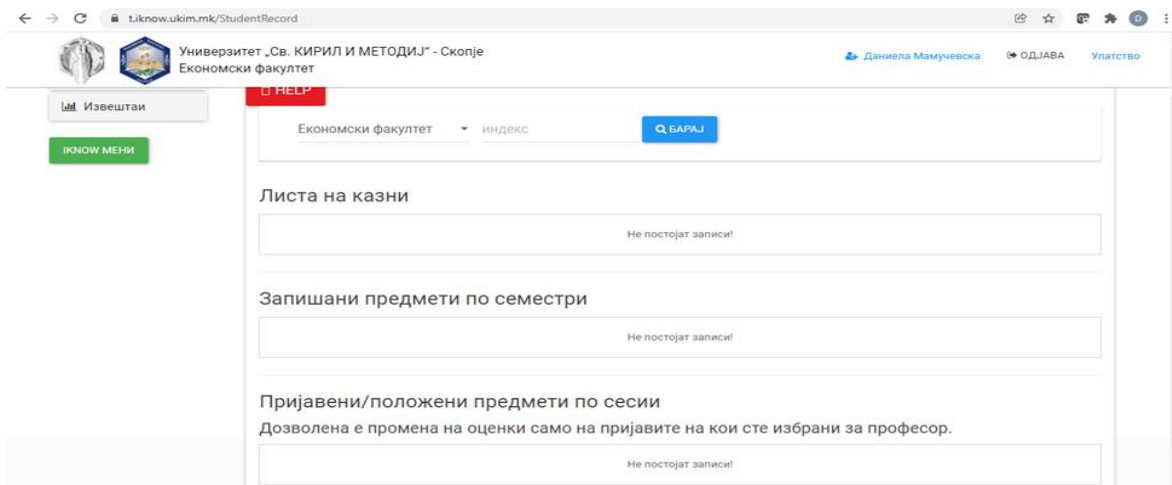 t.iknow.ukim.mk/StudentRecord
D
Универзитет „Св. КИРИЛ И МЕТОДИЈ“ - Скопје
Економски факултет
Даниела Мамучевска
ОДЈАВА
Упатство
Извештаи
HELP
IKNOW МЕНИ
Економски факултет
индекс
БАРАЈ
Листа на казни
Не постојат записи!
Запишани предмети по семестри
Не постојат записи!
Пријавени/положени предмети по сесии
Дозволена е промена на оценки само на пријавите на кои сте избрани за професор.
Не постојат записи!